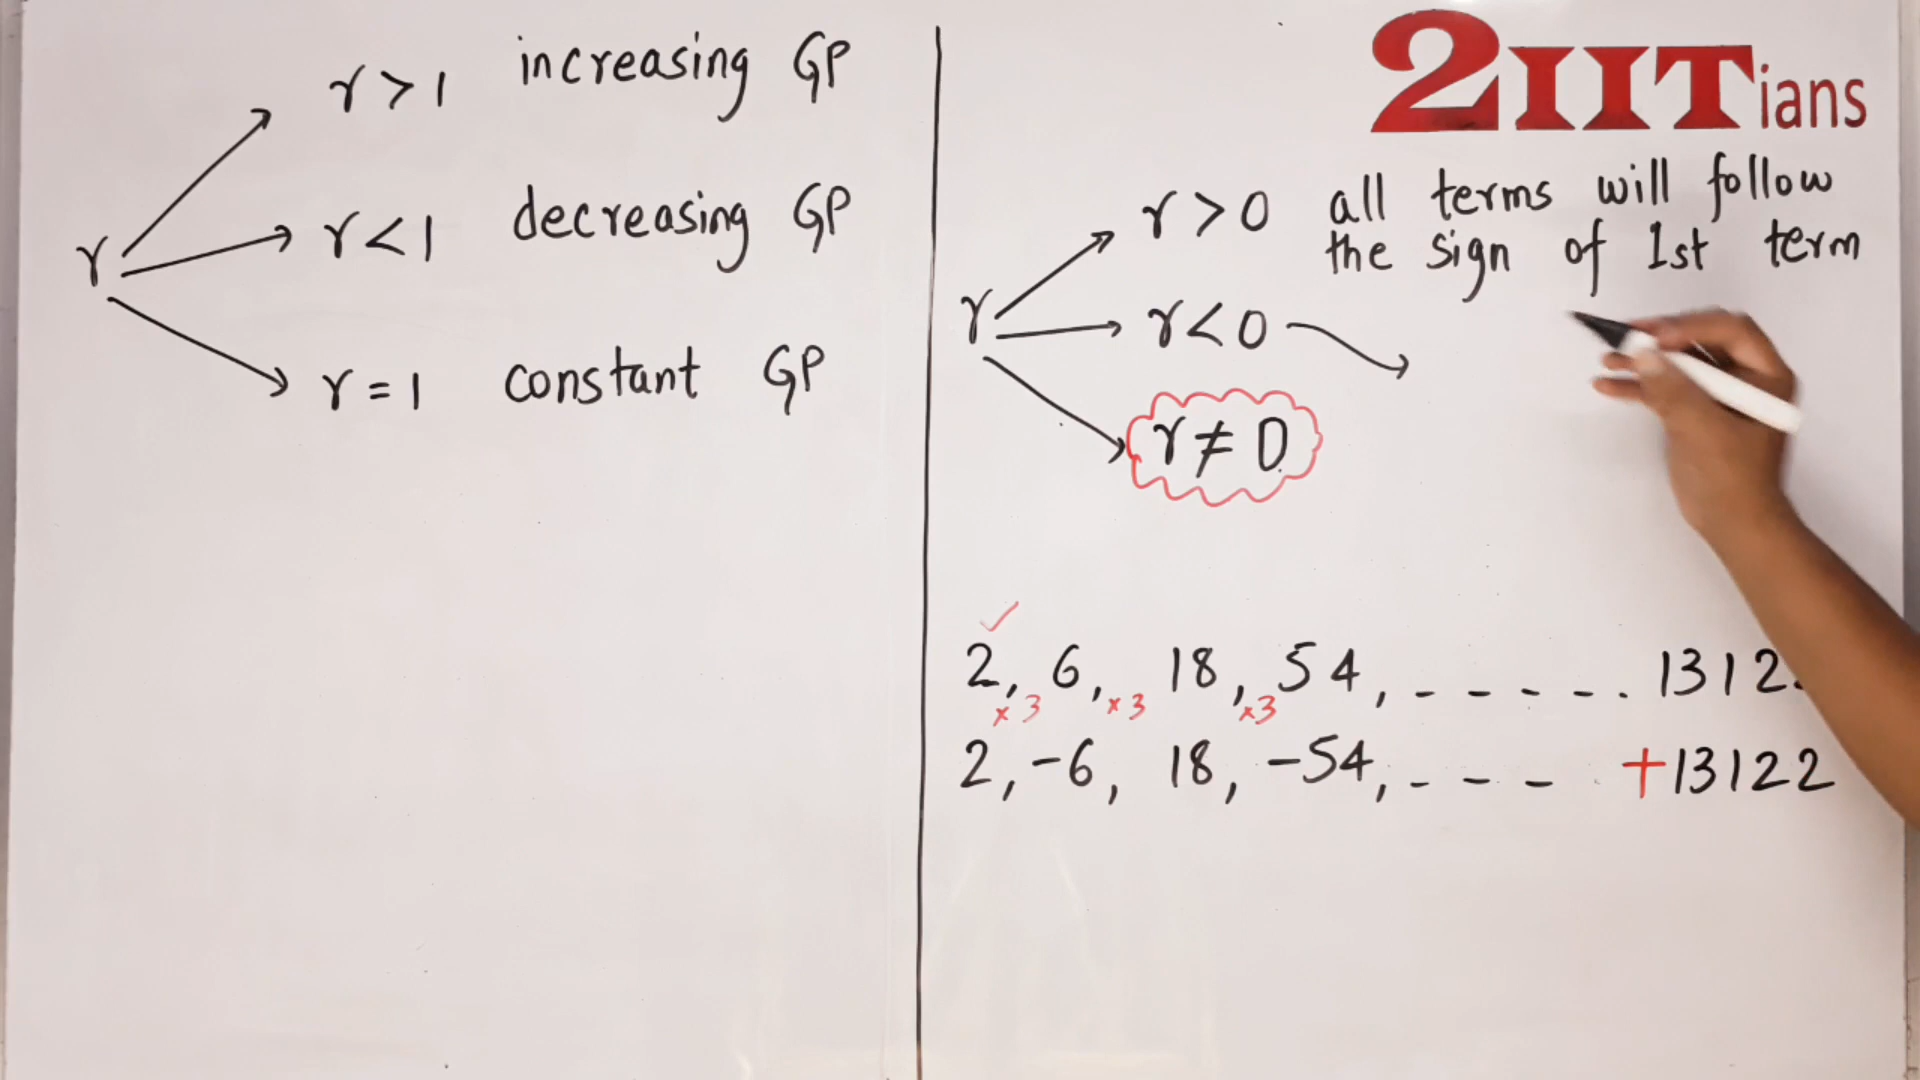 r > 1 increasing GP
r < 1 decreasing GP
r
r = 1 constant GP
2IITians
r > 0 all terms will follow
the sign of 1st term
r
r < 0
r ≠ 0
✓
2, 6, 18, 54, - - - - - . 1312
×3 ×3 ×3
2, -6, 18, -54, - - - +13122